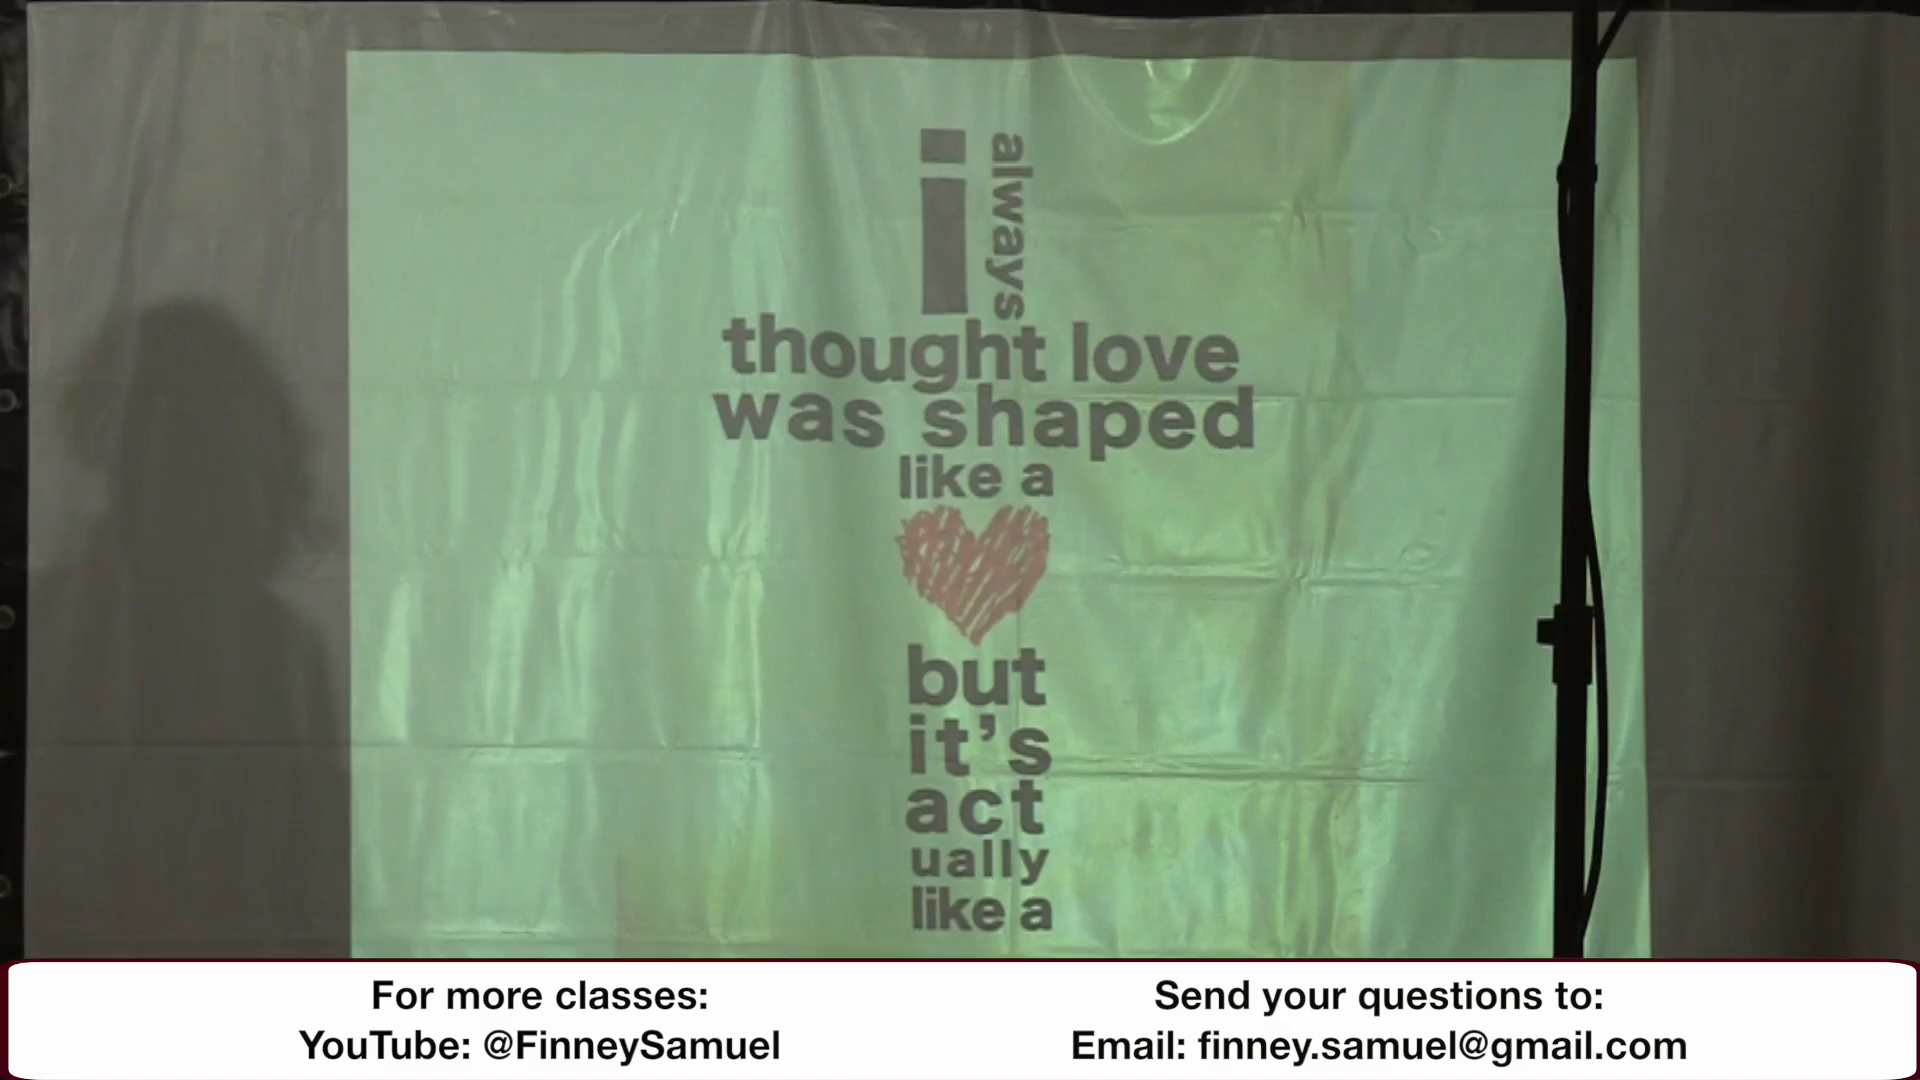 i
always
thought love
was shaped
like a
but
it's
act
ually
like a
For more classes:
YouTube: @FinneySamuel
Send your questions to:
Email: finney.samuel@gmail.com